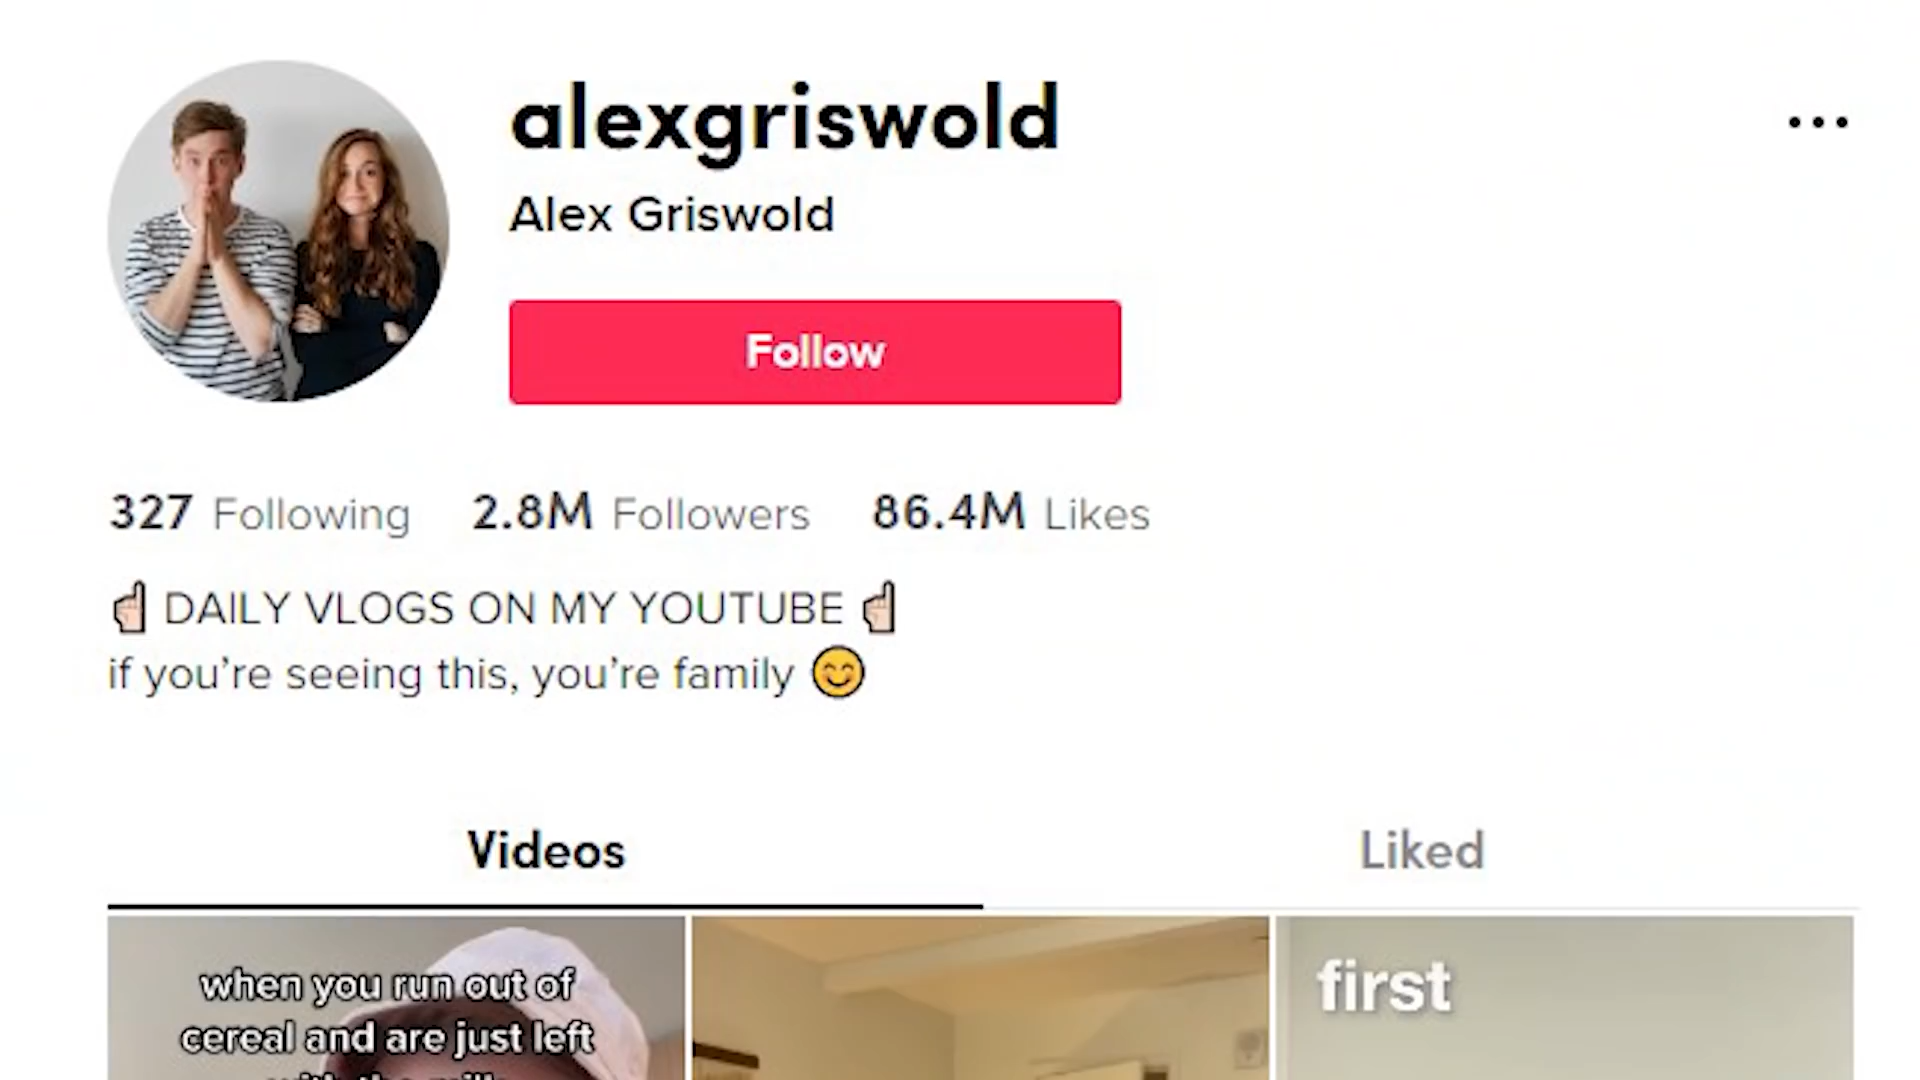 alexgriswold
Alex Griswold
Follow
327 Following 2.8M Followers 86.4M Likes
☝️ DAILY VLOGS ON MY YOUTUBE ☝️
if you’re seeing this, you’re family 😊
Videos Liked
when you run out of
cereal and are just left
first